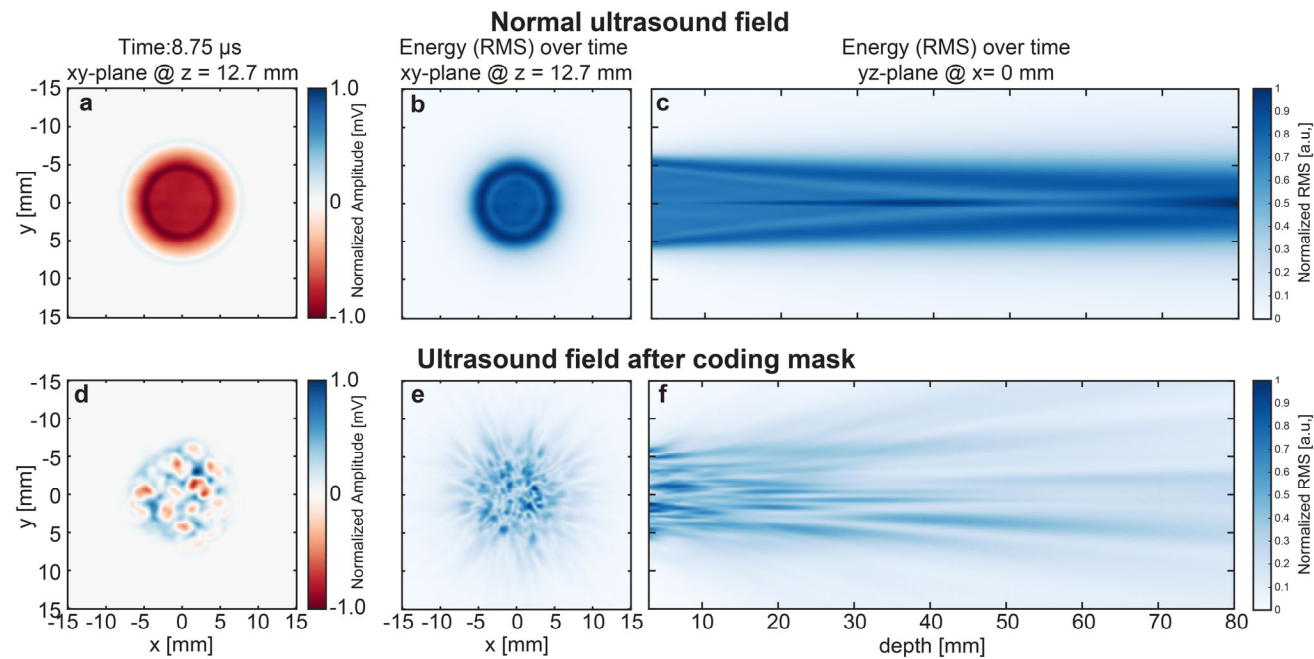 Normal ultrasound field
Time:8.75 µs
xy-plane @ z = 12.7 mm
Energy (RMS) over time
xy-plane @ z = 12.7 mm
Energy (RMS) over time
yz-plane @ x= 0 mm
a
b
c
-15
-10
-5
0
5
10
15
y [mm]
1.0
0
-1.0
Normalized Amplitude [mV]
1
0.9
0.8
0.7
0.6
0.5
0.4
0.3
0.2
0.1
0
Normalized RMS [a.u,]
Ultrasound field after coding mask
d
e
f
-15
-10
-5
0
5
10
15
y [mm]
-15 -10 -5 0 5 10 15
x [mm]
1.0
0
-1.0
Normalized Amplitude [mV]
-15 -10 -5 0 5 10 15
x [mm]
10 20 30 40 50 60 70 80
depth [mm]
1
0.9
0.8
0.7
0.6
0.5
0.4
0.3
0.2
0.1
0
Normalized RMS [a.u,]